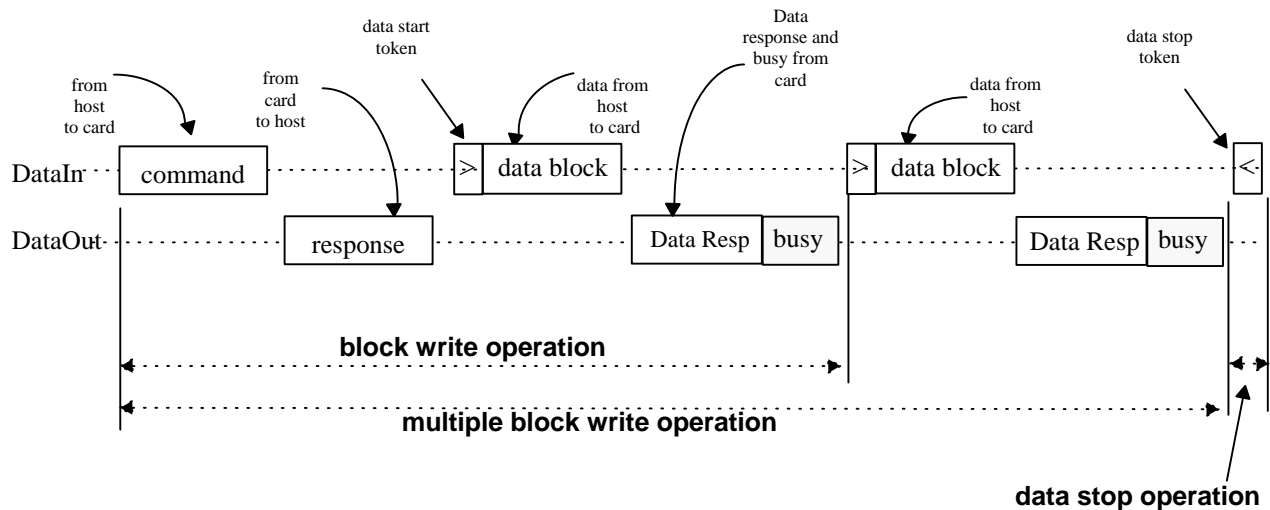 data start
token
Data
response and
busy from
card
data stop
token
from
host
to card
from
card
to host
data from
host
to card
data from
host
to card
DataIn
command
>
data block
>
data block
<
DataOut
response
Data Resp
busy
Data Resp
busy
block write operation
multiple block write operation
data stop operation